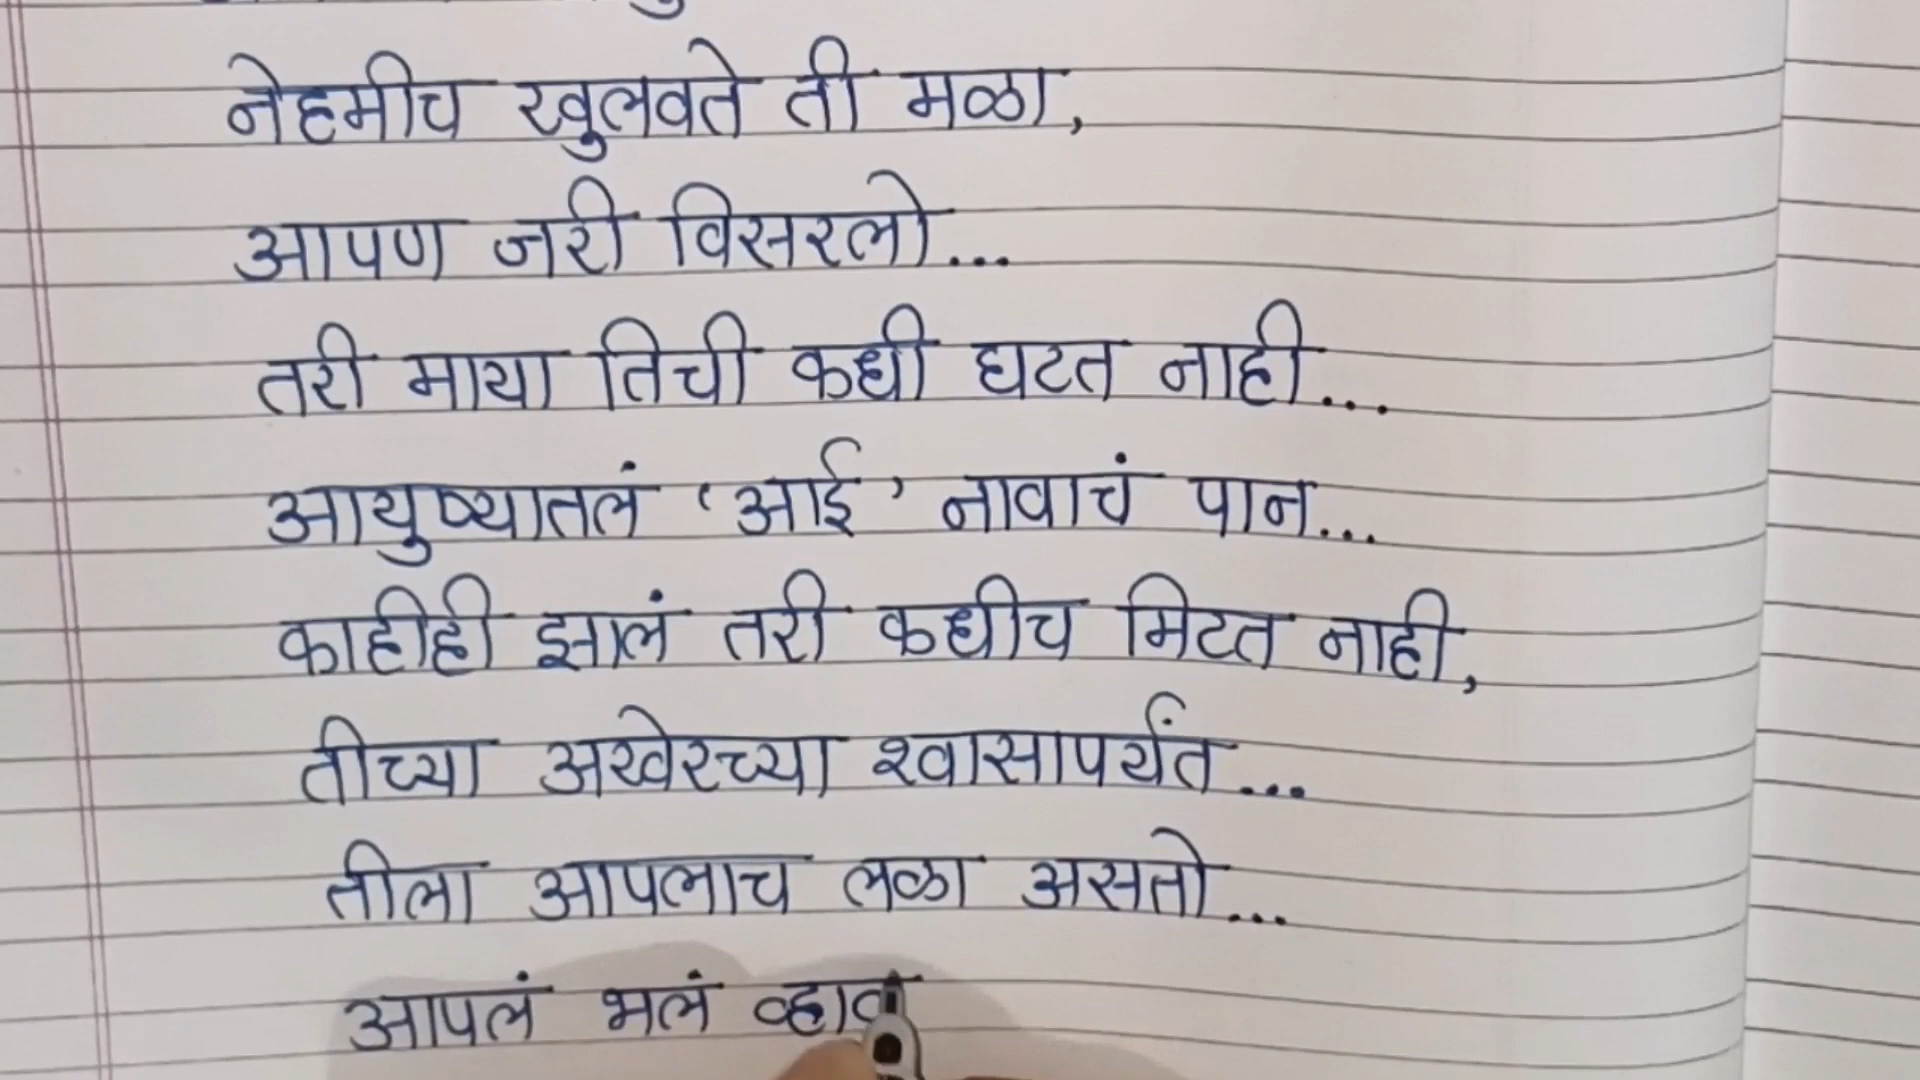 नेहमीच खुलवते ती मळा,
आपण जरी विसरलो...
तरी माया तिची कधी घटत नाही...
आयुष्यातलं ‘आई’ नावाचं पान...
काहीही झालं तरी कधीच मिटत नाही,
तीच्या अखेरच्या श्वासापर्यंत...
तीला आपलाच लळा असतो...
आपलं भलं